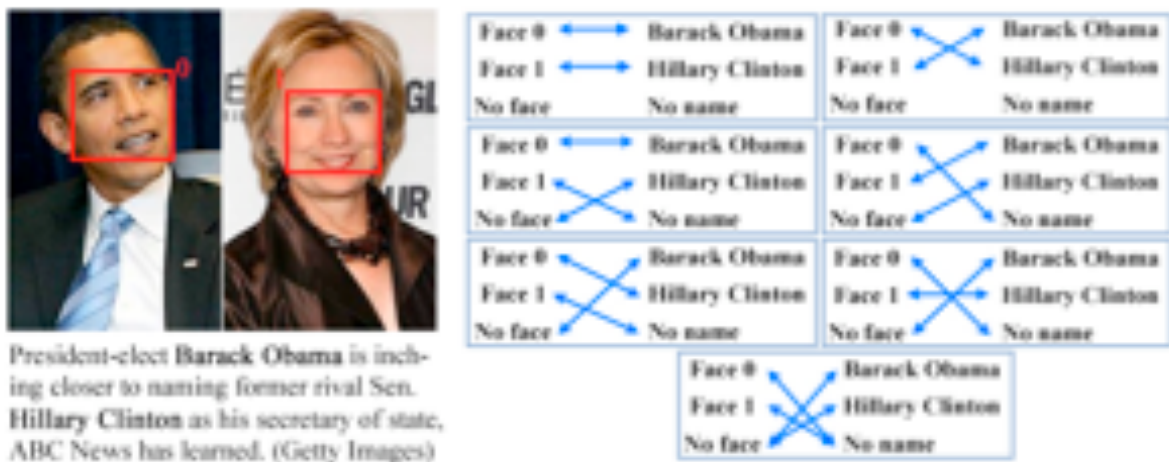 0
É
GL
UR
President-elect Barack Obama is inch-
ing closer to naming former rival Sen.
Hillary Clinton as his secretary of state,
ABC News has learned. (Getty Images)
Face 0 Barack Obama
Face 1 Hillary Clinton
No face No name
Face 0 Barack Obama
Face 1 Hillary Clinton
No face No name
Face 0 Barack Obama
Face 1 Hillary Clinton
No face No name
Face 0 Barack Obama
Face 1 Hillary Clinton
No face No name
Face 0 Barack Obama
Face 1 Hillary Clinton
No face No name
Face 0 Barack Obama
Face 1 Hillary Clinton
No face No name
Face 0 Barack Obama
Face 1 Hillary Clinton
No face No name